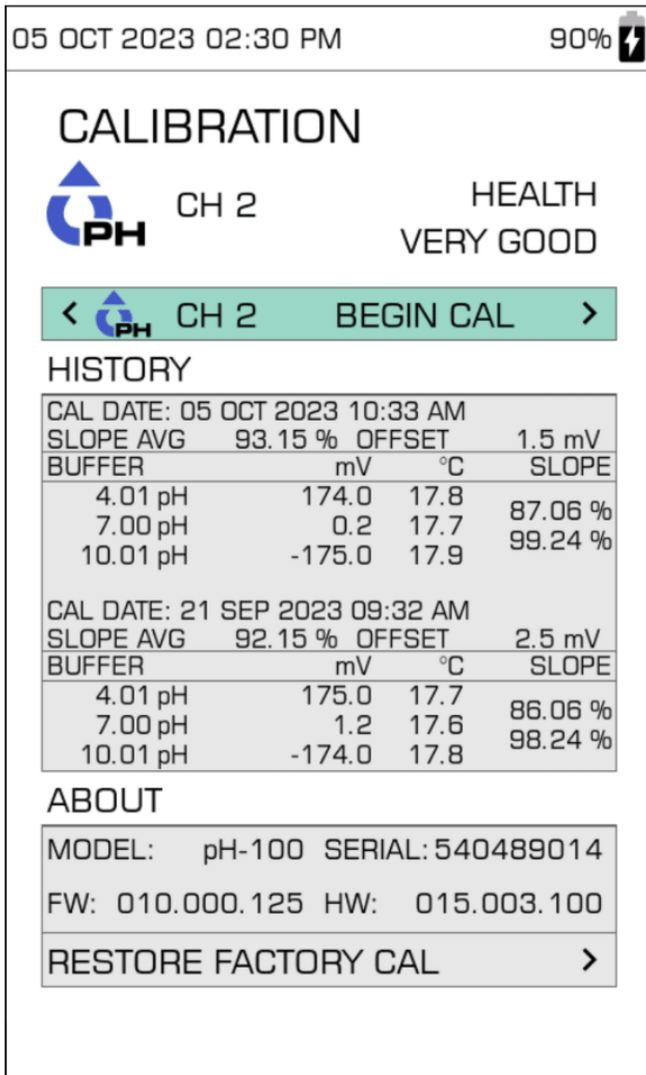 05 OCT 2023 02:30 PM 90%
CALIBRATION
PH CH 2 HEALTH
VERY GOOD
< PH CH 2 BEGIN CAL >
HISTORY
CAL DATE: 05 OCT 2023 10:33 AM
SLOPE AVG 93.15 % OFFSET 1.5 mV
BUFFER mV °C SLOPE
4.01 pH 174.0 17.8 87.06 %
7.00 pH 0.2 17.7 99.24 %
10.01 pH -175.0 17.9
CAL DATE: 21 SEP 2023 09:32 AM
SLOPE AVG 92.15 % OFFSET 2.5 mV
BUFFER mV °C SLOPE
4.01 pH 175.0 17.7 86.06 %
7.00 pH 1.2 17.6 98.24 %
10.01 pH -174.0 17.8
ABOUT
MODEL: pH-100 SERIAL: 540489014
FW: 010.000.125 HW: 015.003.100
RESTORE FACTORY CAL >